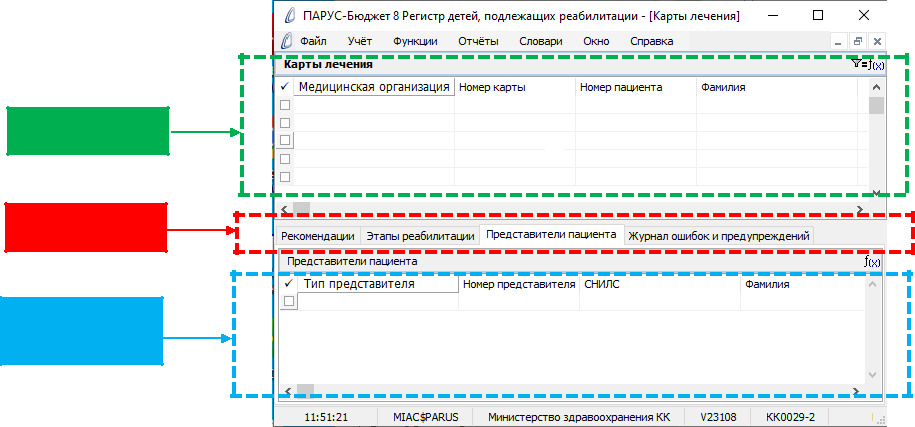 ПАРУС-Бюджет 8 Регистр детей, подлежащих реабилитации - [Карты лечения]
Файл Учёт Функции Отчёты Словари Окно Справка
Карты лечения f(x)
Медицинская организация Номер карты Номер пациента Фамилия
Рекомендации Этапы реабилитации Представители пациента Журнал ошибок и предупреждений
Представители пациента f(x)
Тип представителя Номер представителя СНИЛС Фамилия
11:51:21 MIAC$PARUS Министерство здравоохранения КК V23108 КК0029-2